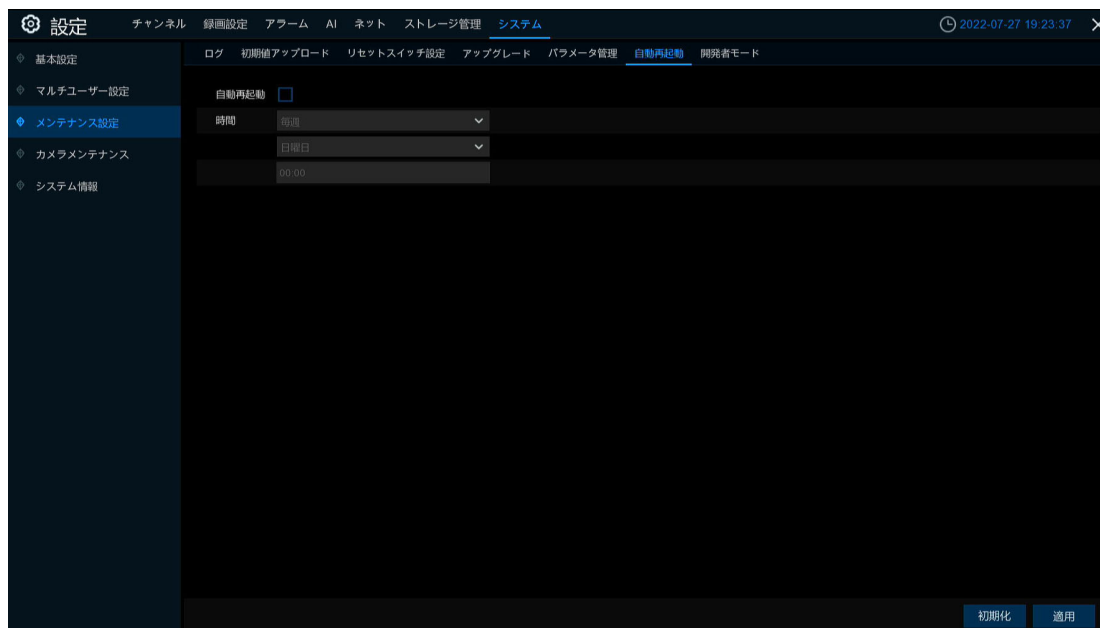 設定 チャンネル 録画設定 アラーム AI ネット ストレージ管理 システム 2022-07-27 19:23:37
ログ 初期値アップロード リセットスイッチ設定 アップグレード パラメータ管理 自動再起動 開発者モード
基本設定
マルチユーザー設定
メンテナンス設定
カメラメンテナンス
システム情報
自動再起動
時間 毎週
日曜日
00:00
初期化 適用